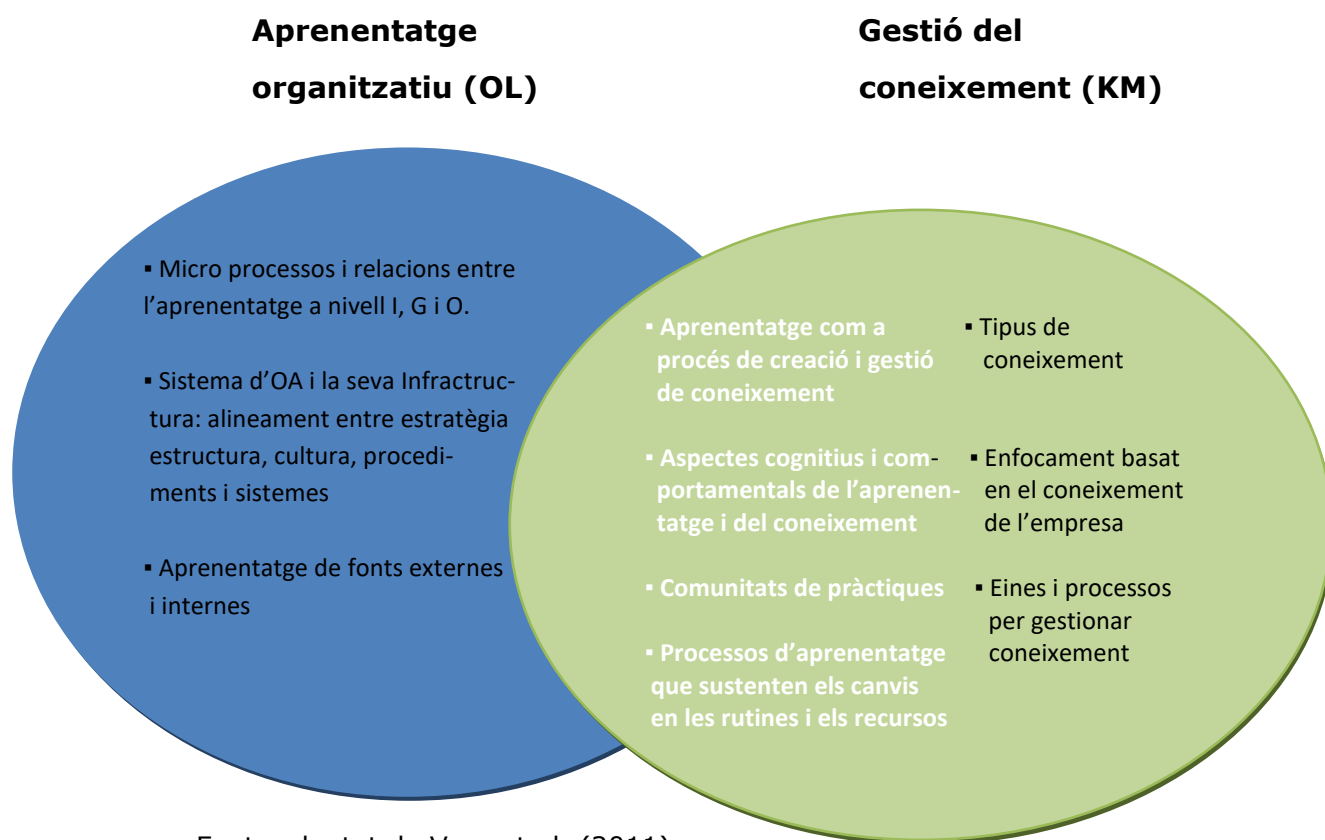 Aprenentatge
organitzatiu (OL)
Gestió del
coneixement (KM)
▪ Micro processos i relacions entre
l’aprenentatge a nivell I, G i O.
▪ Sistema d’OA i la seva Infractruc-
tura: alineament entre estratègia
estructura, cultura, procedi-
ments i sistemes
▪ Aprenentatge de fonts externes
i internes
▪ Aprenentatge com a
procés de creació i gestió
de coneixement
▪ Aspectes cognitius i com-
portamentals de l’aprenen-
tatge i del coneixement
▪ Comunitats de pràctiques
▪ Processos d’aprenentatge
que sustenten els canvis
en les rutines i els recursos
▪ Tipus de
coneixement
▪ Enfocament basat
en el coneixement
de l’empresa
▪ Eines i processos
per gestionar
coneixement
(2011)